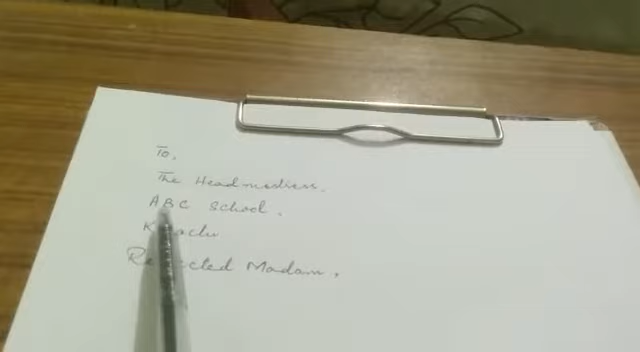 To,
The Headmistress.
ABC School.
Madam,